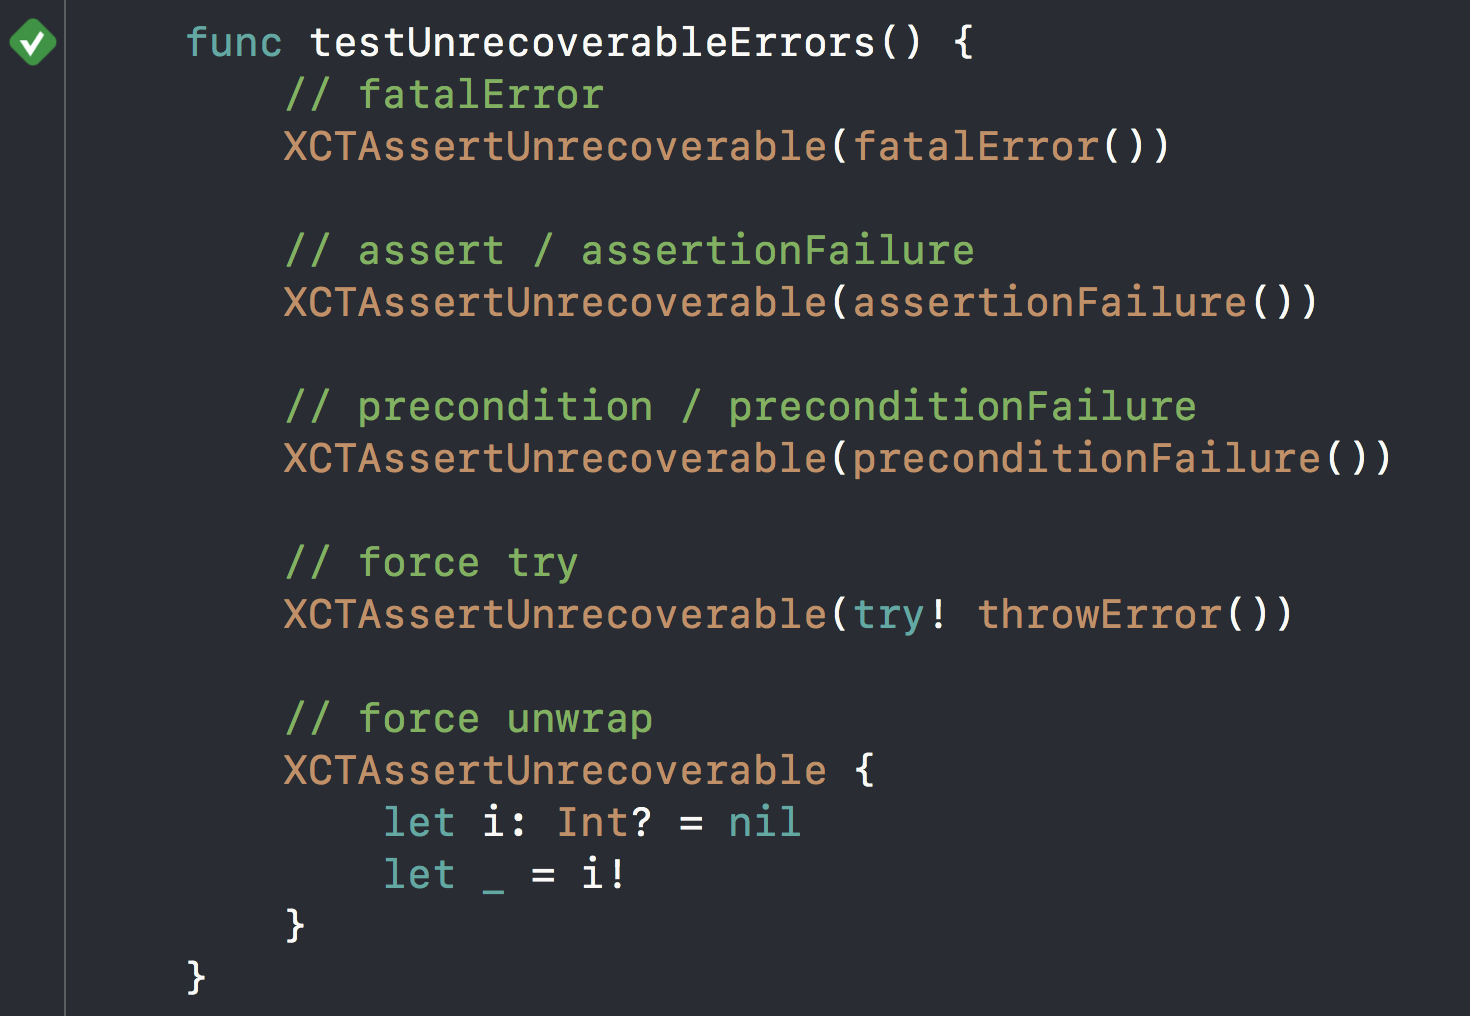 func testUnrecoverableErrors() {
// fatalError
XCTAssertUnrecoverable(fatalError())
// assert / assertionFailure
XCTAssertUnrecoverable(assertionFailure())
// precondition / preconditionFailure
XCTAssertUnrecoverable(preconditionFailure())
// force try
XCTAssertUnrecoverable(try! throwError())
// force unwrap
XCTAssertUnrecoverable {
let i: Int? = nil
let _ = i!
}
}